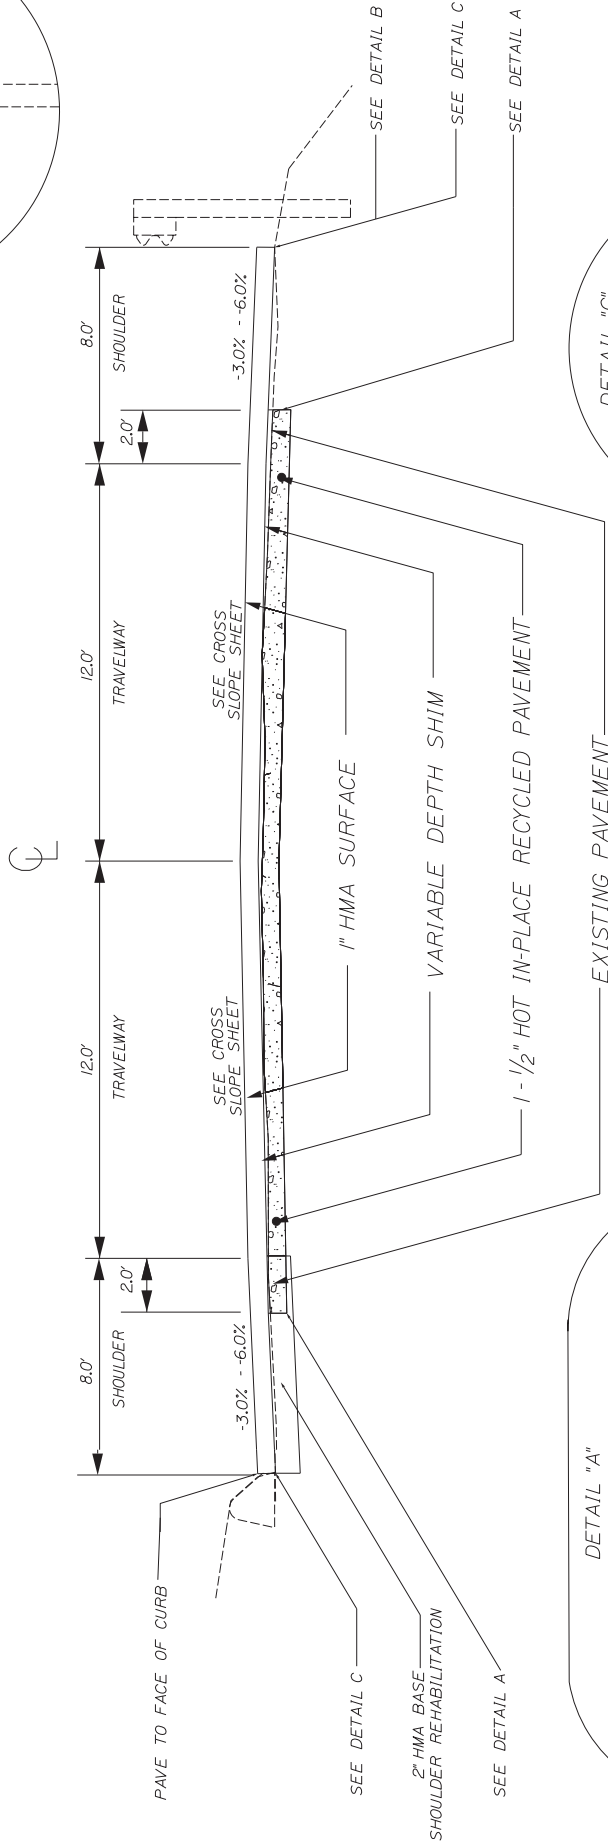 ℄
8.0'
12.0'
12.0'
8.0'
SHOULDER
TRAVELWAY
TRAVELWAY
SHOULDER
2.0'
2.0'
PAVE TO FACE OF CURB
-3.0% - -6.0%
SEE CROSS
SLOPE SHEET
SEE CROSS
SLOPE SHEET
-3.0% - -6.0%
SEE DETAIL C
1" HMA SURFACE
SEE DETAIL B
2" HMA BASE
SHOULDER REHABILITATION
VARIABLE DEPTH SHIM
SEE DETAIL C
SEE DETAIL A
1 - 1/2" HOT IN-PLACE RECYCLED PAVEMENT
SEE DETAIL A
EXISTING PAVEMENT
DETAIL "A"
DETAIL "C"